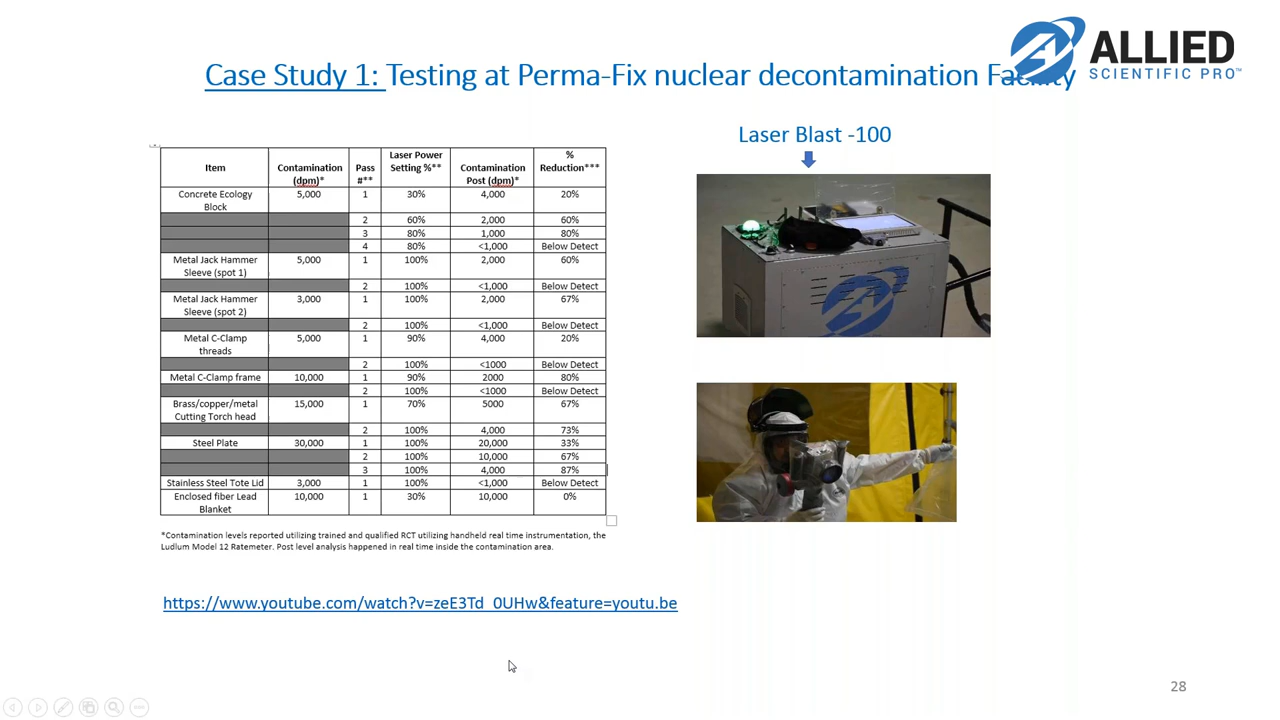 ALLIED
SCIENTIFIC PRO™
Case Study 1: Testing at Perma-Fix nuclear decontamination Facility
Laser Blast -100
Item Contamination (dpm)* Pass #** Laser Power Setting %** Contamination Post (dpm)* % Reduction***
Concrete Ecology Block 5,000 1 30% 4,000 20%
2 60% 2,000 60%
3 80% 1,000 80%
4 80% <1,000 Below Detect
Metal Jack Hammer Sleeve (spot 1) 5,000 1 100% 2,000 60%
2 100% <1,000 Below Detect
Metal Jack Hammer Sleeve (spot 2) 3,000 1 100% 2,000 67%
2 100% <1,000 Below Detect
Metal C-Clamp threads 5,000 1 90% 4,000 20%
2 100% <1000 Below Detect
Metal C-Clamp frame 10,000 1 90% 2000 80%
2 100% <1000 Below Detect
Brass/copper/metal Cutting Torch head 15,000 1 70% 5000 67%
2 100% 4,000 73%
Steel Plate 30,000 1 100% 20,000 33%
2 100% 10,000 67%
3 100% 4,000 87%
Stainless Steel Tote Lid 3,000 1 100% <1,000 Below Detect
Enclosed fiber Lead Blanket 10,000 1 30% 10,000 0%
*Contamination levels reported utilizing trained and qualified RCT utilizing handheld real time instrumentation, the
Ludlum Model 12 Ratemeter. Post level analysis happened in real time inside the contamination area.
https://www.youtube.com/watch?v=zeE3Td_0UHw&feature=youtu.be
28